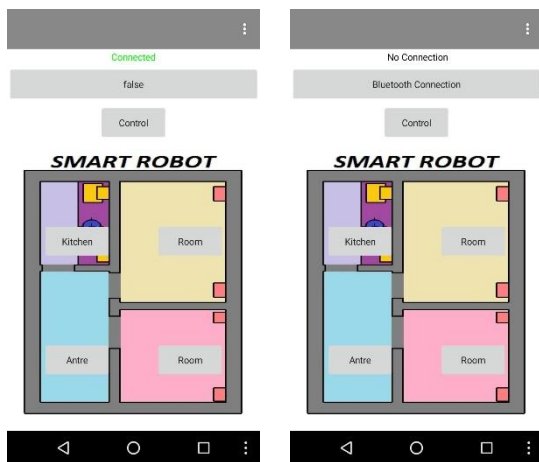 Connected
false
Control
SMART ROBOT
Kitchen
Room
Antre
Room
No Connection
Bluetooth Connection
Control
SMART ROBOT
Kitchen
Room
Antre
Room